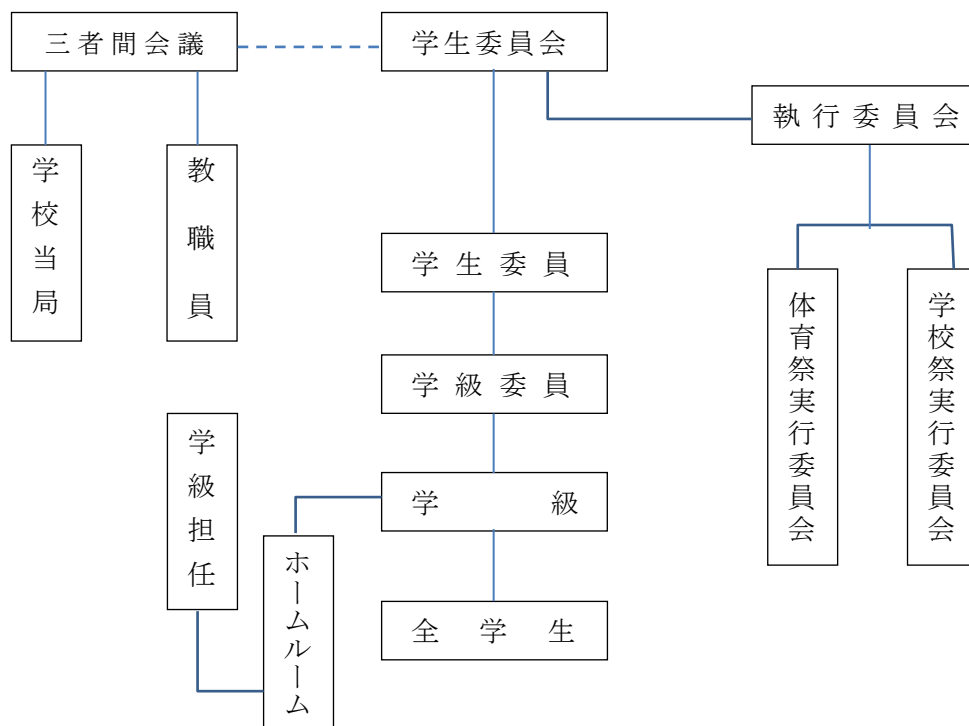 三者間会議
学生委員会
執行委員会
学校当局
教職員
学生委員
学級委員
体育祭実行委員会
学校祭実行委員会
学級担任
学級
ホームルーム
全学生